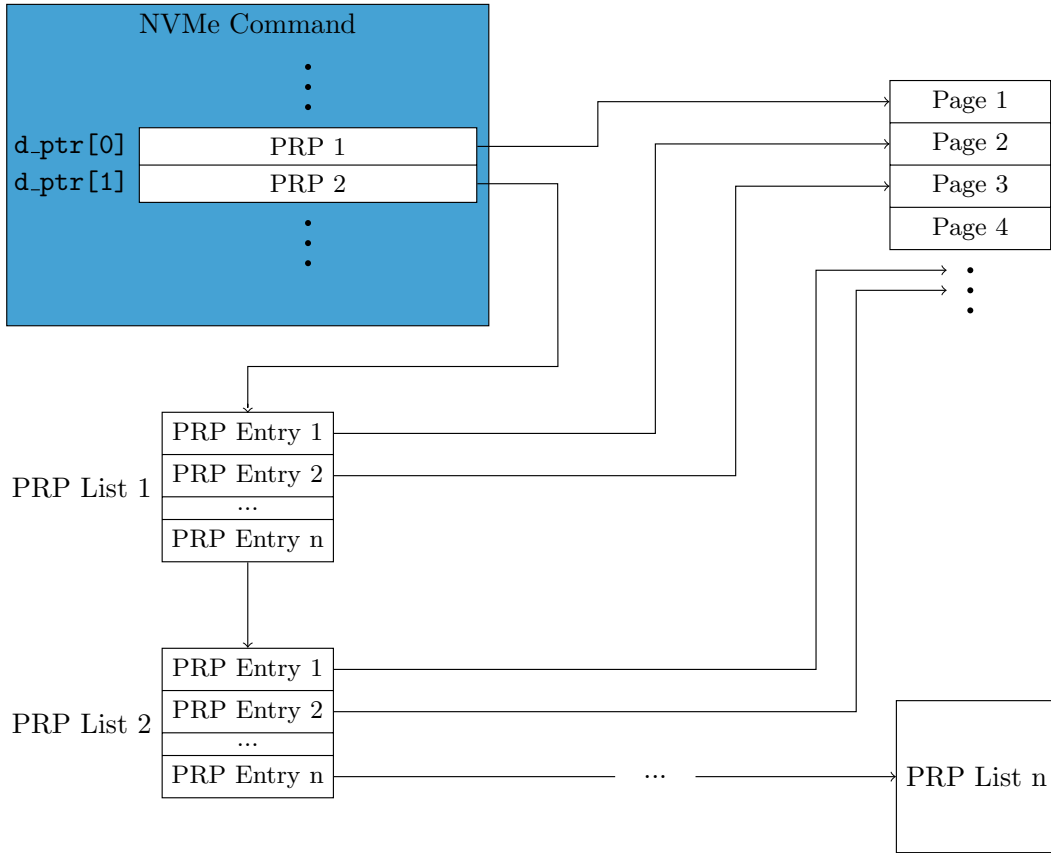 NVMe Command
d_ptr[0]
PRP 1
d_ptr[1]
PRP 2
Page 1
Page 2
Page 3
Page 4
PRP List 1
PRP Entry 1
PRP Entry 2
...
PRP Entry n
PRP List 2
PRP Entry 1
PRP Entry 2
...
PRP Entry n
...
PRP List n